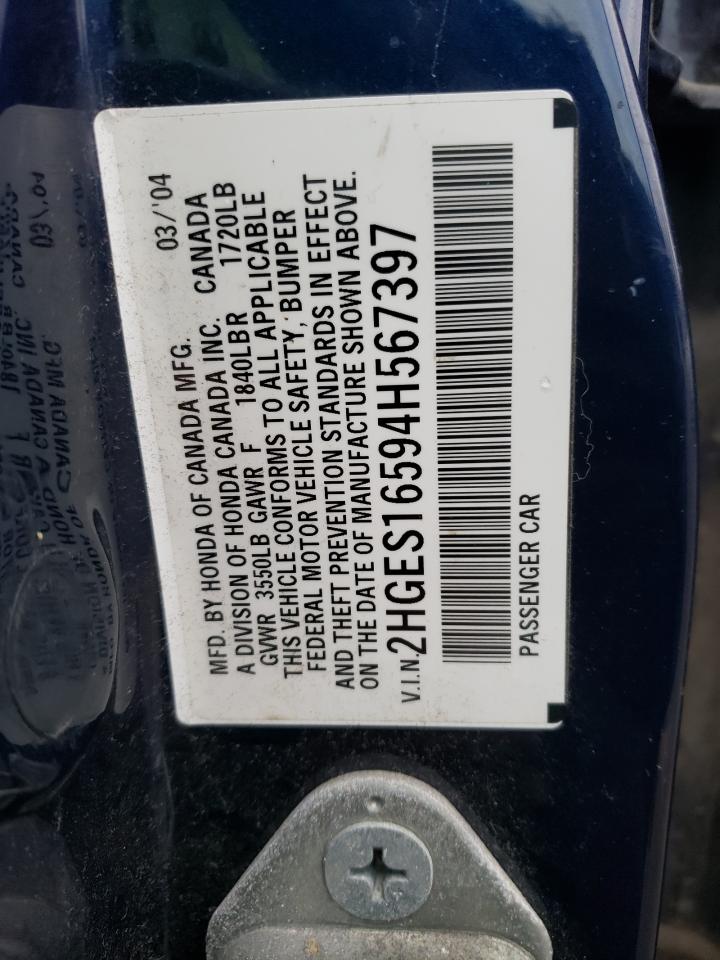 MFD. BY HONDA OF CANADA MFG. 03/'04
A DIVISION OF HONDA CANADA INC. CANADA
GVWR 3550LB GAWR F 1840LB R 1720LB
THIS VEHICLE CONFORMS TO ALL APPLICABLE
FEDERAL MOTOR VEHICLE SAFETY, BUMPER
AND THEFT PREVENTION STANDARDS IN EFFECT
ON THE DATE OF MANUFACTURE SHOWN ABOVE.
V.I.N. 2HGES16594H567397
PASSENGER CAR